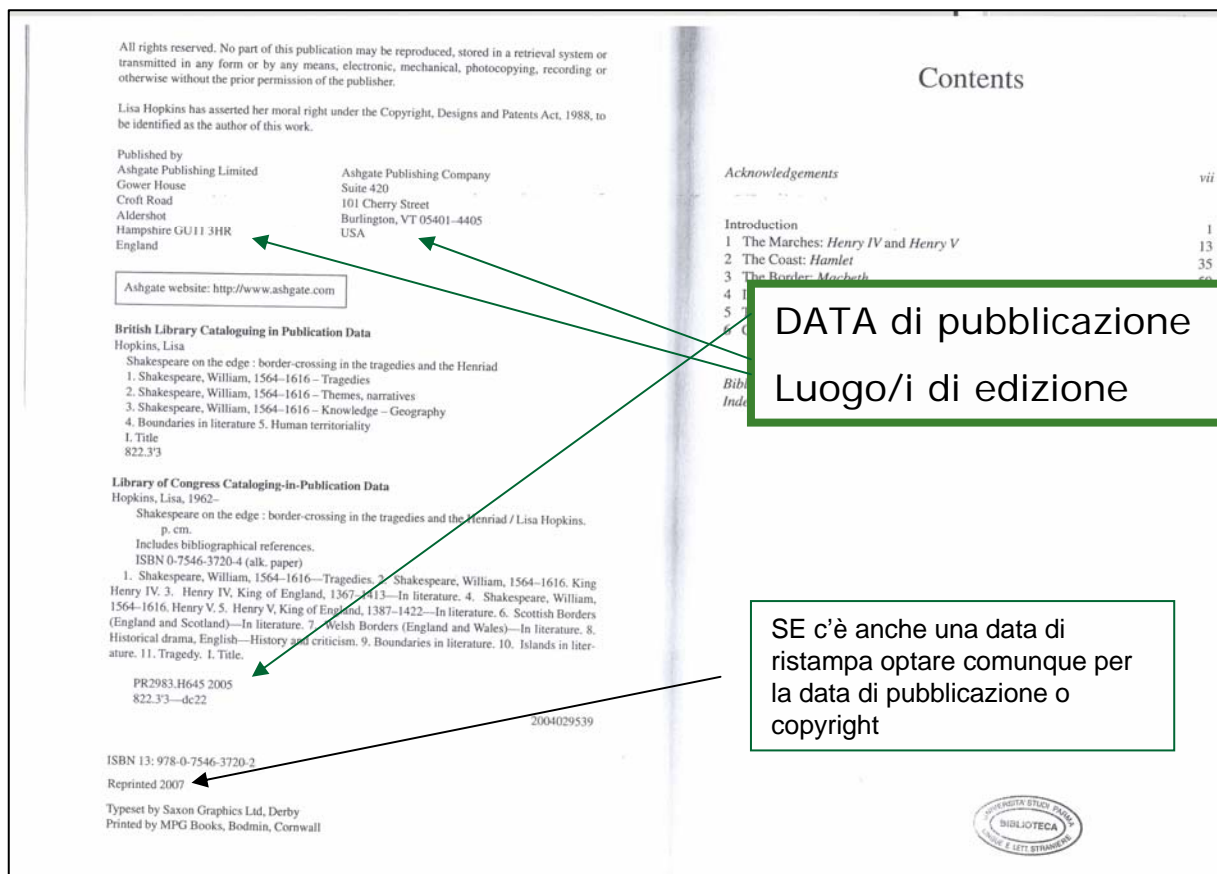 All rights reserved. No part of this publication may be reproduced, stored in a retrieval system or
transmitted in any form or by any means, electronic, mechanical, photocopying, recording or
otherwise without the prior permission of the publisher.
Lisa Hopkins has asserted her moral right under the Copyright, Designs and Patents Act, 1988, to
be identified as the author of this work.
Published by
Ashgate Publishing Limited
Gower House
Croft Road
Aldershot
Hampshire GU11 3HR
England
Ashgate Publishing Company
Suite 420
101 Cherry Street
Burlington, VT 05401–4405
USA
Ashgate website: http://www.ashgate.com
British Library Cataloguing in Publication Data
Hopkins, Lisa
Shakespeare on the edge : border-crossing in the tragedies and the Henriad
1. Shakespeare, William, 1564–1616 – Tragedies
2. Shakespeare, William, 1564–1616 – Themes, narratives
3. Shakespeare, William, 1564–1616 – Knowledge – Geography
4. Boundaries in literature 5. Human territoriality
I. Title
822.3'3
Library of Congress Cataloging-in-Publication Data
Hopkins, Lisa, 1962–
Shakespeare on the edge : border-crossing in the tragedies and the Henriad / Lisa Hopkins.
p. cm.
Includes bibliographical references.
ISBN 0-7546-3720-4 (alk. paper)
1. Shakespeare, William, 1564–1616—Tragedies. 2. Shakespeare, William, 1564–1616. King
Henry IV. 3. Henry IV, King of England, 1367–1413—In literature. 4. Shakespeare, William,
1564–1616. Henry V. 5. Henry V, King of England, 1387–1422—In literature. 6. Scottish Borders
(England and Scotland)—In literature. 7. Welsh Borders (England and Wales)—In literature. 8.
Historical drama, English—History and criticism. 9. Boundaries in literature. 10. Islands in liter-
ature. 11. Tragedy. I. Title.
PR2983.H645 2005
822.3'3—dc22
2004029539
ISBN 13: 978-0-7546-3720-2
Reprinted 2007
Typeset by Saxon Graphics Ltd, Derby
Printed by MPG Books, Bodmin, Cornwall
Contents
Acknowledgements vii
Introduction 1
1 The Marches: Henry IV and Henry V 13
2 The Coast: Hamlet 35
3 The Border: Macbeth
4
5
6
DATA di pubblicazione
Luogo/i di edizione
SE c'è anche una data di
ristampa optare comunque per
la data di pubblicazione o
copyright
UNIVERSITA' STUDI PARMA
BIBLIOTECA
LINGUE E LETT. STRANIERE